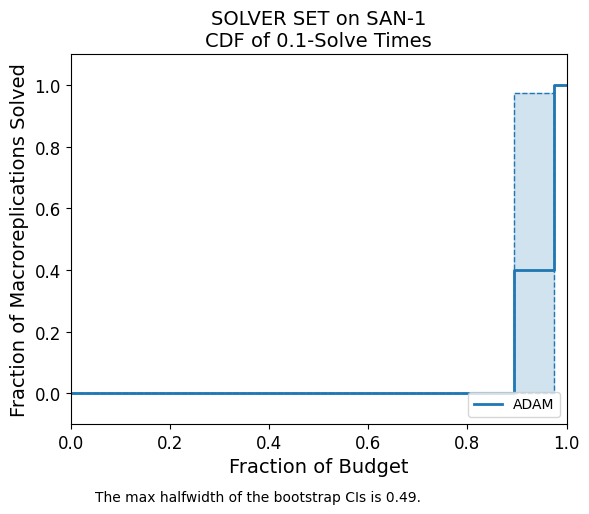 SOLVER SET on SAN-1
CDF of 0.1-Solve Times
Fraction of Macroreplications Solved
1.0
0.8
0.6
0.4
0.2
0.0
ADAM
0.0 0.2 0.4 0.6 0.8 1.0
Fraction of Budget
The max halfwidth of the bootstrap CIs is 0.49.